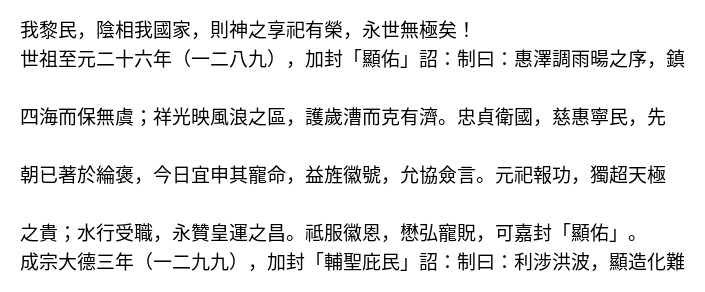 我黎民，陰相我國家，則神之享祀有榮，永世無極矣！
世祖至元二十六年（一二八九），加封「顯佑」詔：制曰：惠澤調雨暘之序，鎮
四海而保無虞；祥光映風浪之區，護歲漕而克有濟。忠貞衛國，慈惠寧民，先
朝已著於綸褒，今日宜申其寵命，益旌徽號，允協僉言。元祀報功，獨超天極
之貴；水行受職，永贊皇運之昌。祗服徽恩，懋弘寵貺，可嘉封「顯佑」。
成宗大德三年（一二九九），加封「輔聖庇民」詔：制曰：利涉洪波，顯造化難